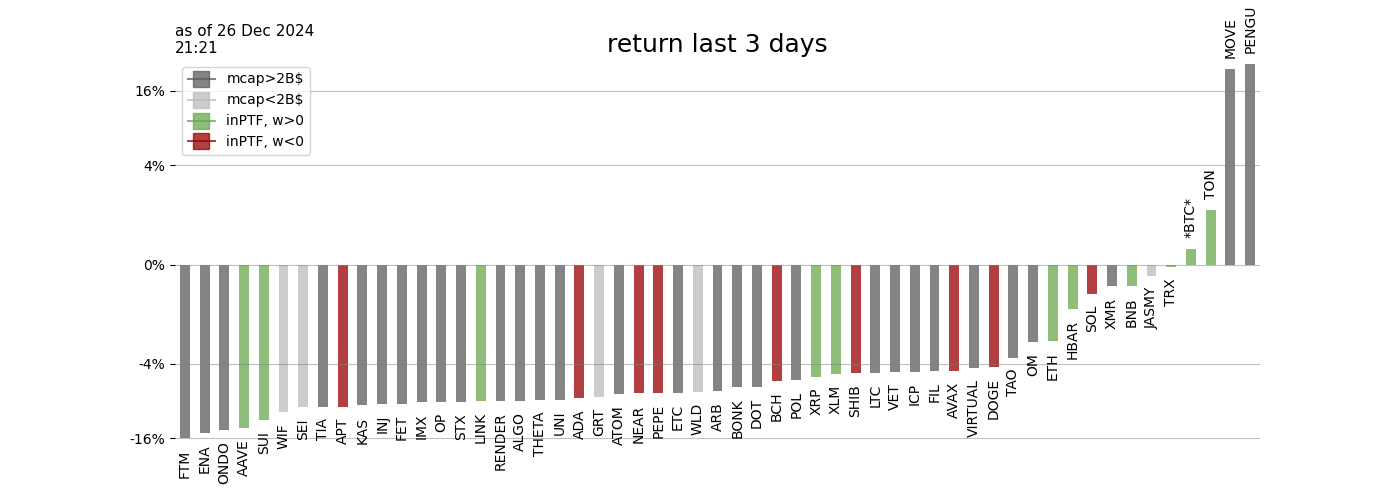 as of 26 Dec 2024
21:21
return last 3 days
mcap>2B$
mcap<2B$
inPTF, w>0
inPTF, w<0
16%
4%
0%
-4%
-16%
FTM
ENA
ONDO
AAVE
SUI
WIF
SEI
TIA
APT
KAS
INJ
FET
IMX
OP
STX
LINK
RENDER
ALGO
THETA
UNI
ADA
GRT
ATOM
NEAR
PEPE
ETC
WLD
ARB
BONK
DOT
BCH
POL
XRP
XLM
SHIB
LTC
VET
ICP
FIL
AVAX
VIRTUAL
DOGE
TAO
OM
ETH
HBAR
SOL
XMR
BNB
JASMY
TRX
*BTC*
TON
MOVE
PENGU